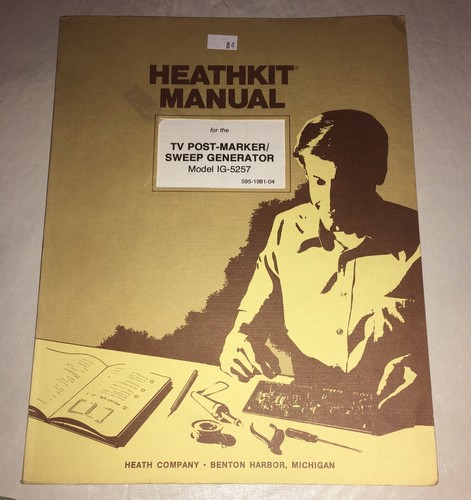 HEATHKIT®
MANUAL
for the
TV POST-MARKER/
SWEEP GENERATOR
Model IG-5257
595-1981-04
HEATH COMPANY • BENTON HARBOR, MICHIGAN